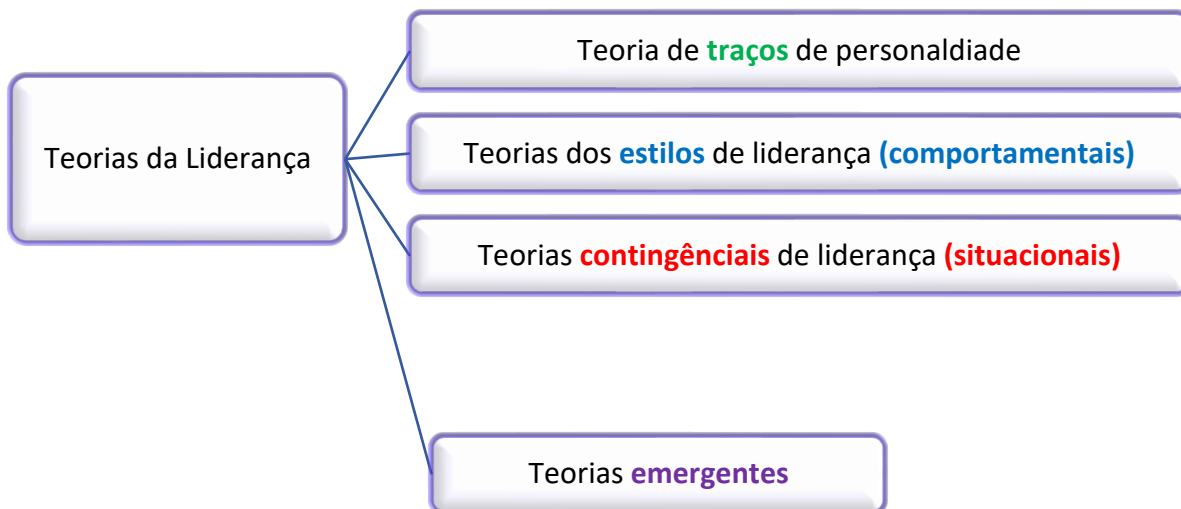 Teoria de traços de personaldiade
Teorias da Liderança
Teorias dos estilos de liderança (comportamentais)
Teorias contingênciais de liderança (situacionais)
Teorias emergentes